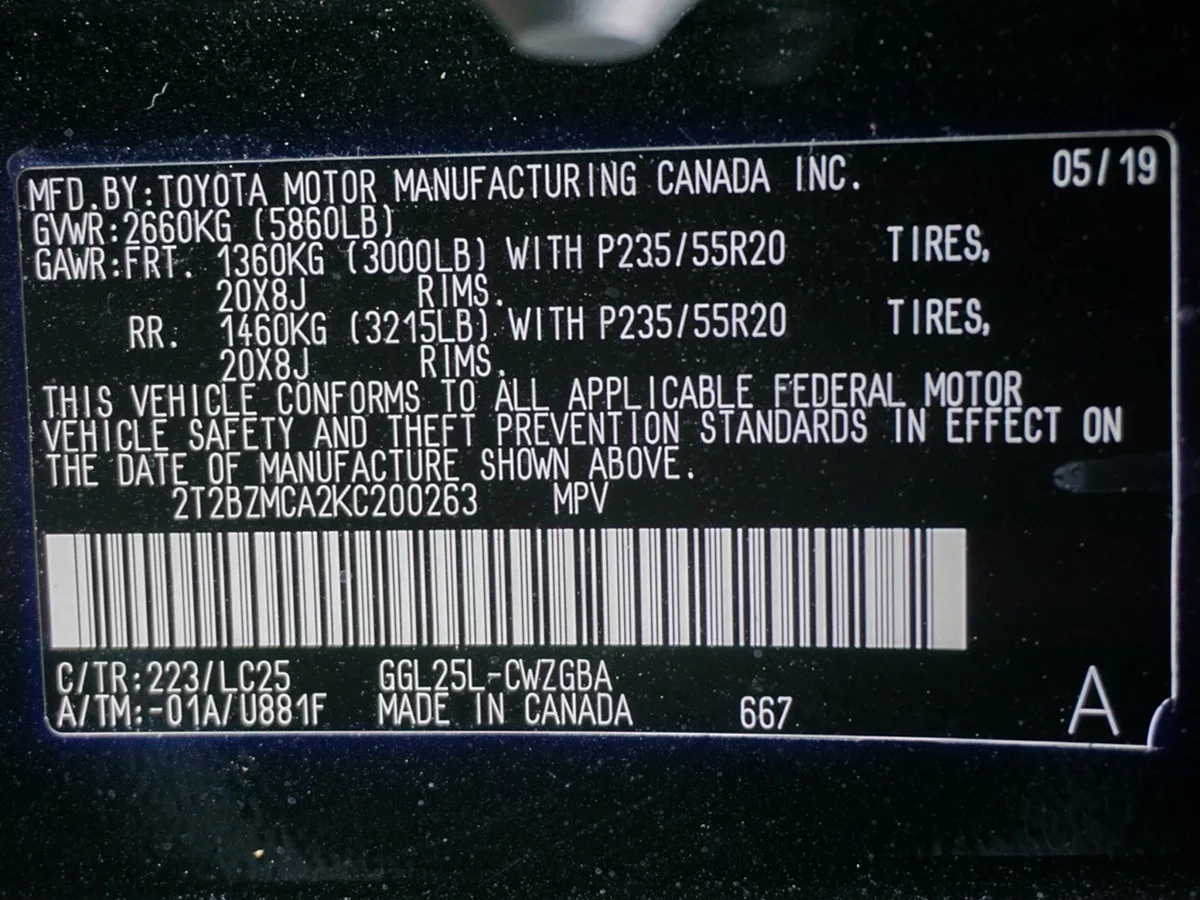 MFD.BY:TOYOTA MOTOR MANUFACTURING CANADA INC. 05/19
GVWR:2660KG (5860LB)
GAWR:FRT. 1360KG (3000LB) WITH P235/55R20 TIRES,
20X8J RIMS.
RR. 1460KG (3215LB) WITH P235/55R20 TIRES,
20X8J RIMS.
THIS VEHICLE CONFORMS TO ALL APPLICABLE FEDERAL MOTOR
VEHICLE SAFETY AND THEFT PREVENTION STANDARDS IN EFFECT ON
THE DATE OF MANUFACTURE SHOWN ABOVE.
2T2BZMCA2KC200263 MPV
C/TR:223/LC25 GGL25L-CWZGBA
A/TM:-01A/U881F MADE IN CANADA 667 A